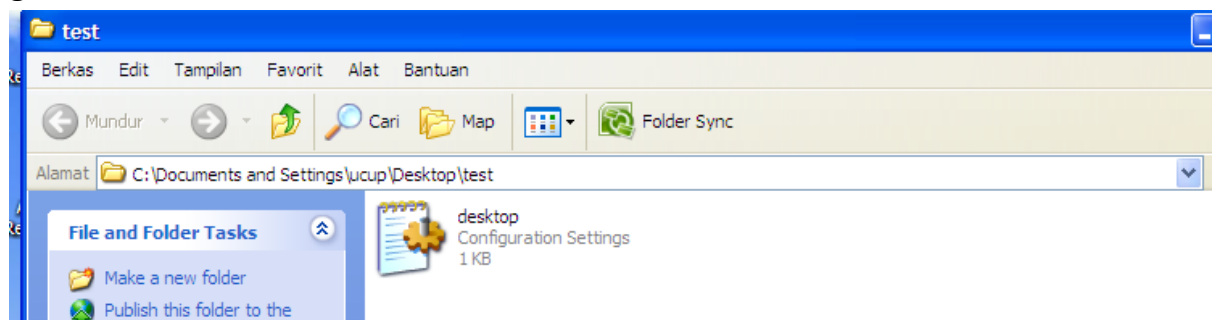 test
Berkas Edit Tampilan Favorit Alat Bantuan
Mundur Cari Map Folder Sync
Alamat C:\Documents and Settings\ucup\Desktop\test
File and Folder Tasks
Make a new folder
Publish this folder to the
desktop
Configuration Settings
1 KB